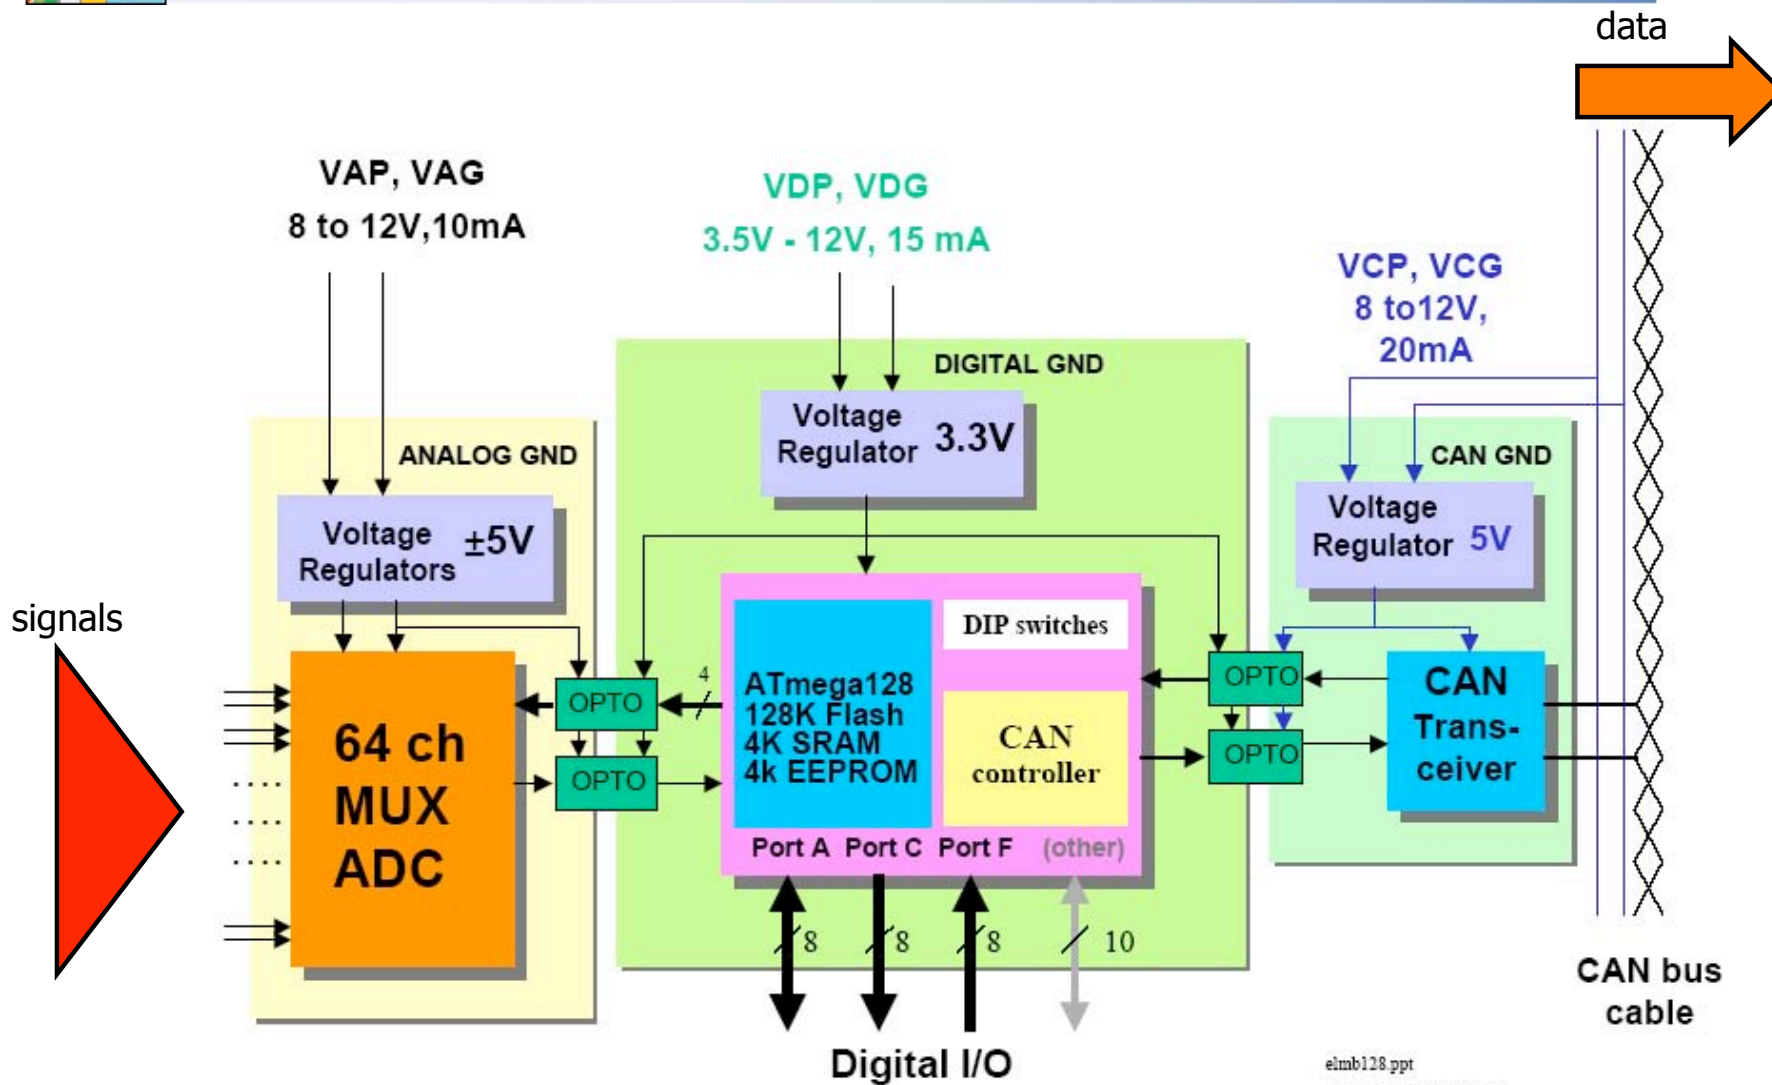 data
VAP, VAG
8 to 12V,10mA
VDP, VDG
3.5V - 12V, 15 mA
VCP, VCG
8 to12V,
20mA
DIGITAL GND
Voltage
Regulator 3.3V
ANALOG GND
Voltage
Regulators ±5V
CAN GND
Voltage
Regulator 5V
signals
64 ch
MUX
ADC
OPTO
OPTO
4
ATmega128
128K Flash
4K SRAM
4k EEPROM
DIP switches
CAN
controller
Port A Port C Port F (other)
OPTO
OPTO
CAN
Trans-
ceiver
8
8
8
10
Digital I/O
CAN bus
cable
elmb128.ppt